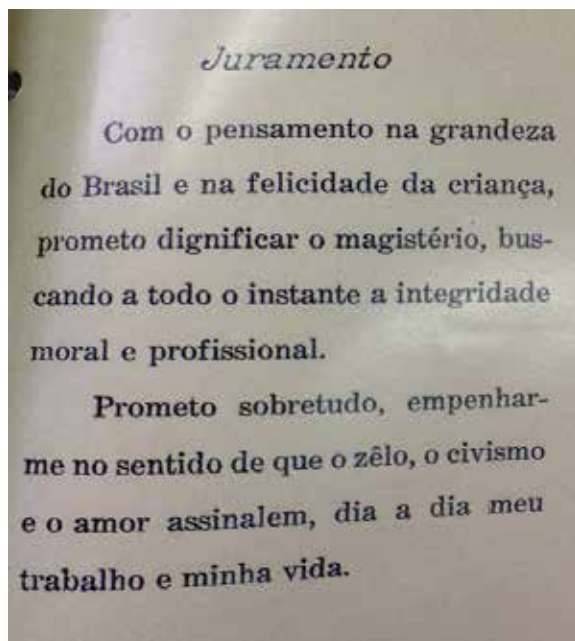 Juramento
Com o pensamento na grandeza
do Brasil e na felicidade da criança,
prometo dignificar o magistério, bus-
cando a todo o instante a integridade
moral e profissional.
Prometo sobretudo, empenhar-
me no sentido de que o zêlo, o civismo
e o amor assinalem, dia a dia meu
trabalho e minha vida.